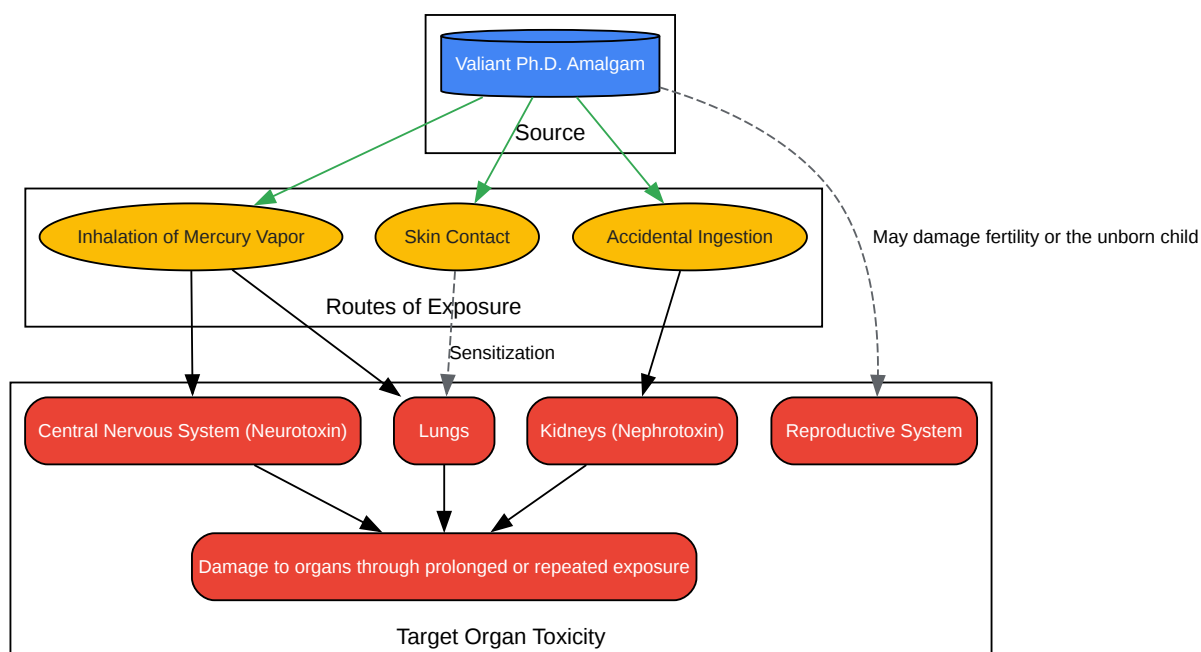 Valiant Ph.D. Amalgam
Source
Inhalation of Mercury Vapor
Skin Contact
Accidental Ingestion
May damage fertility or the unborn child
Routes of Exposure
Sensitization
Central Nervous System (Neurotoxin)
Lungs
Kidneys (Nephrotoxin)
Reproductive System
Damage to organs through prolonged or repeated exposure
Target Organ Toxicity